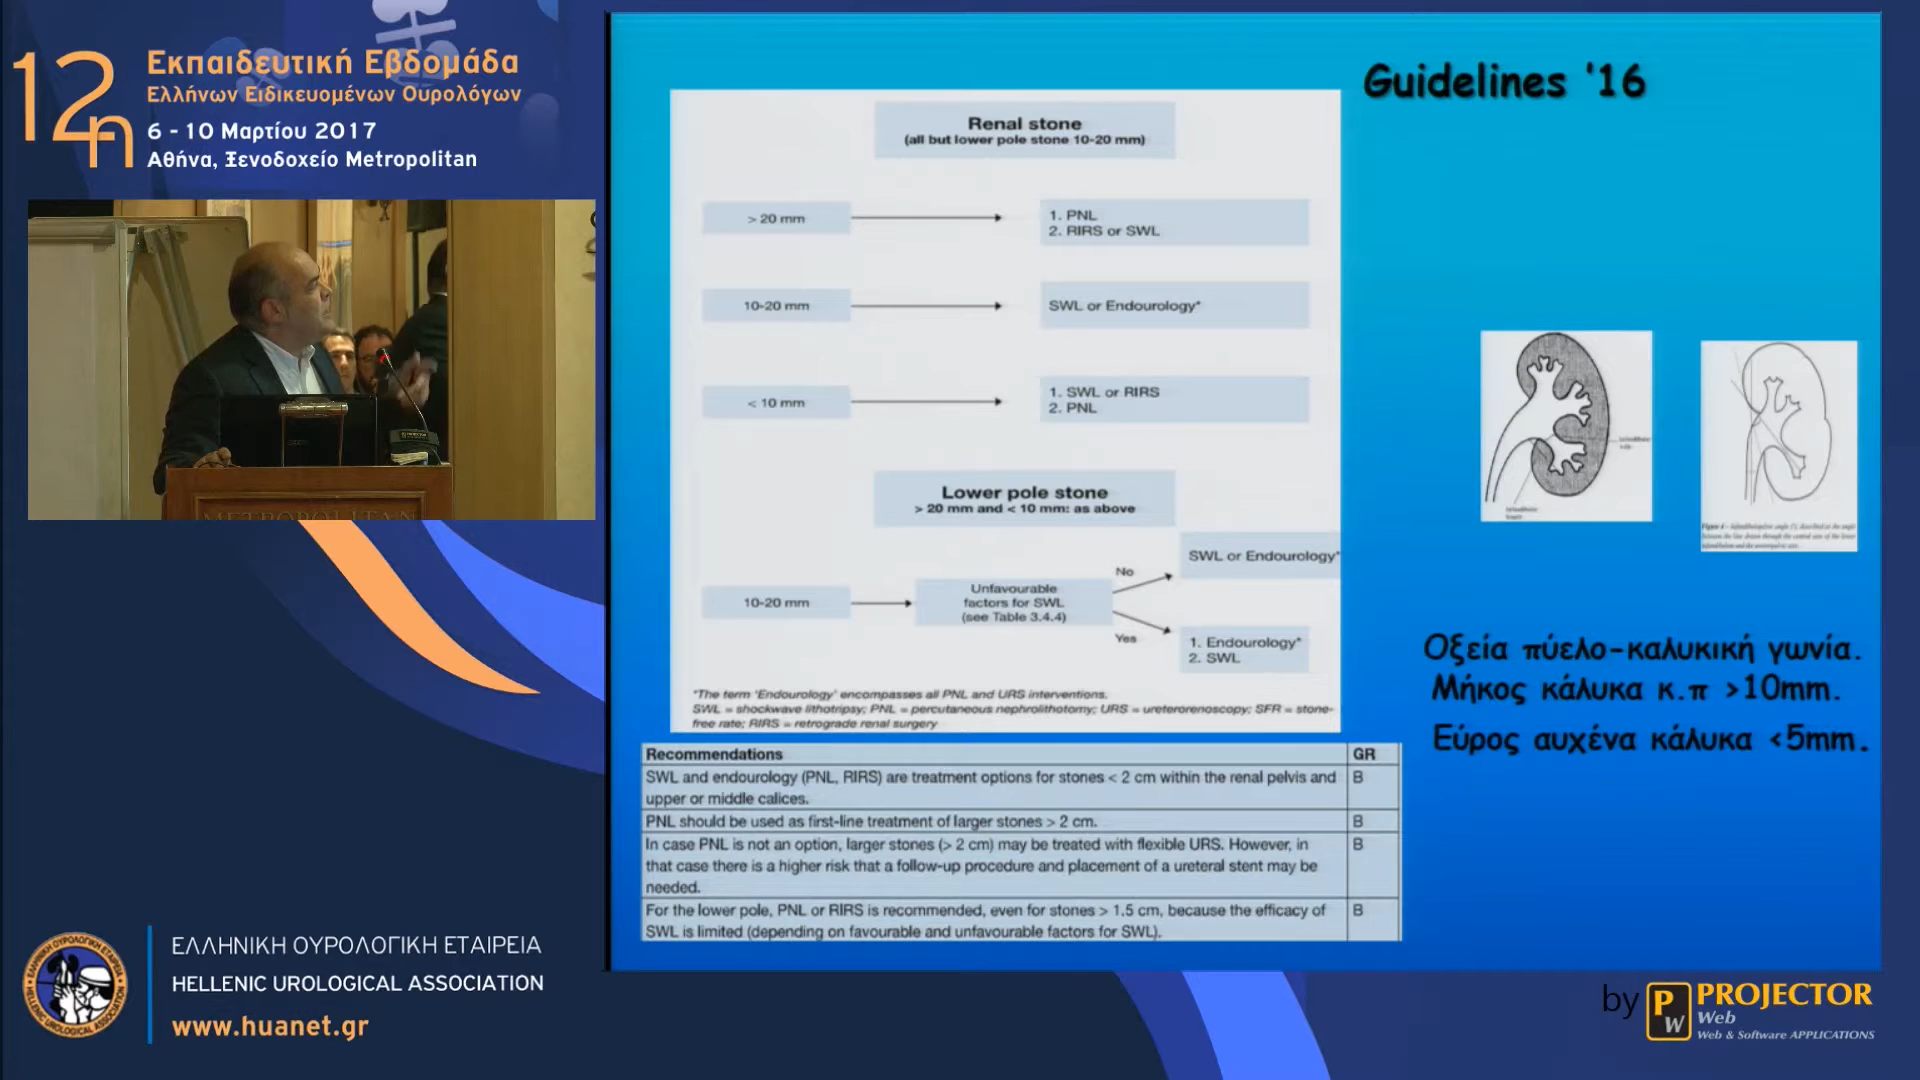 12η
Εκπαιδευτική Εβδομάδα
Ελλήνων Ειδικευομένων Ουρολόγων
6 - 10 Μαρτίου 2017
Αθήνα, Ξενοδοχείο Metropolitan
METROPOLITAN
Guidelines '16
Renal stone
(all but lower pole stone 10-20 mm)
> 20 mm
1. PNL
2. RIRS or SWL
10-20 mm
SWL or Endourology*
< 10 mm
1. SWL or RIRS
2. PNL
Lower pole stone
> 20 mm and < 10 mm: as above
10-20 mm
Unfavourable
factors for SWL
(see Table 3.4.4)
No
SWL or Endourology*
Yes
1. Endourology*
2. SWL
*The term 'Endourology' encompasses all PNL and URS interventions.
SWL = shockwave lithotripsy; PNL = percutaneous nephrolithotomy; URS = ureterorenoscopy; SFR = stone-
free rate; RIRS = retrograde renal surgery
Recommendations GR
SWL and endourology (PNL, RIRS) are treatment options for stones < 2 cm within the renal pelvis and B
upper or middle calices.
PNL should be used as first-line treatment of larger stones > 2 cm. B
In case PNL is not an option, larger stones (> 2 cm) may be treated with flexible URS. However, in B
that case there is a higher risk that a follow-up procedure and placement of a ureteral stent may be
needed.
For the lower pole, PNL or RIRS is recommended, even for stones > 1.5 cm, because the efficacy of B
SWL is limited (depending on favourable and unfavourable factors for SWL).
Οξεία πύελο-καλυκική γωνία.
Μήκος κάλυκα κ.π >10mm.
Εύρος αυχένα κάλυκα <5mm.
ΕΛΛΗΝΙΚΗ ΟΥΡΟΛΟΓΙΚΗ ΕΤΑΙΡΕΙΑ
HELLENIC UROLOGICAL ASSOCIATION
www.huanet.gr
by PW PROJECTOR
Web
Web & Software APPLICATIONS